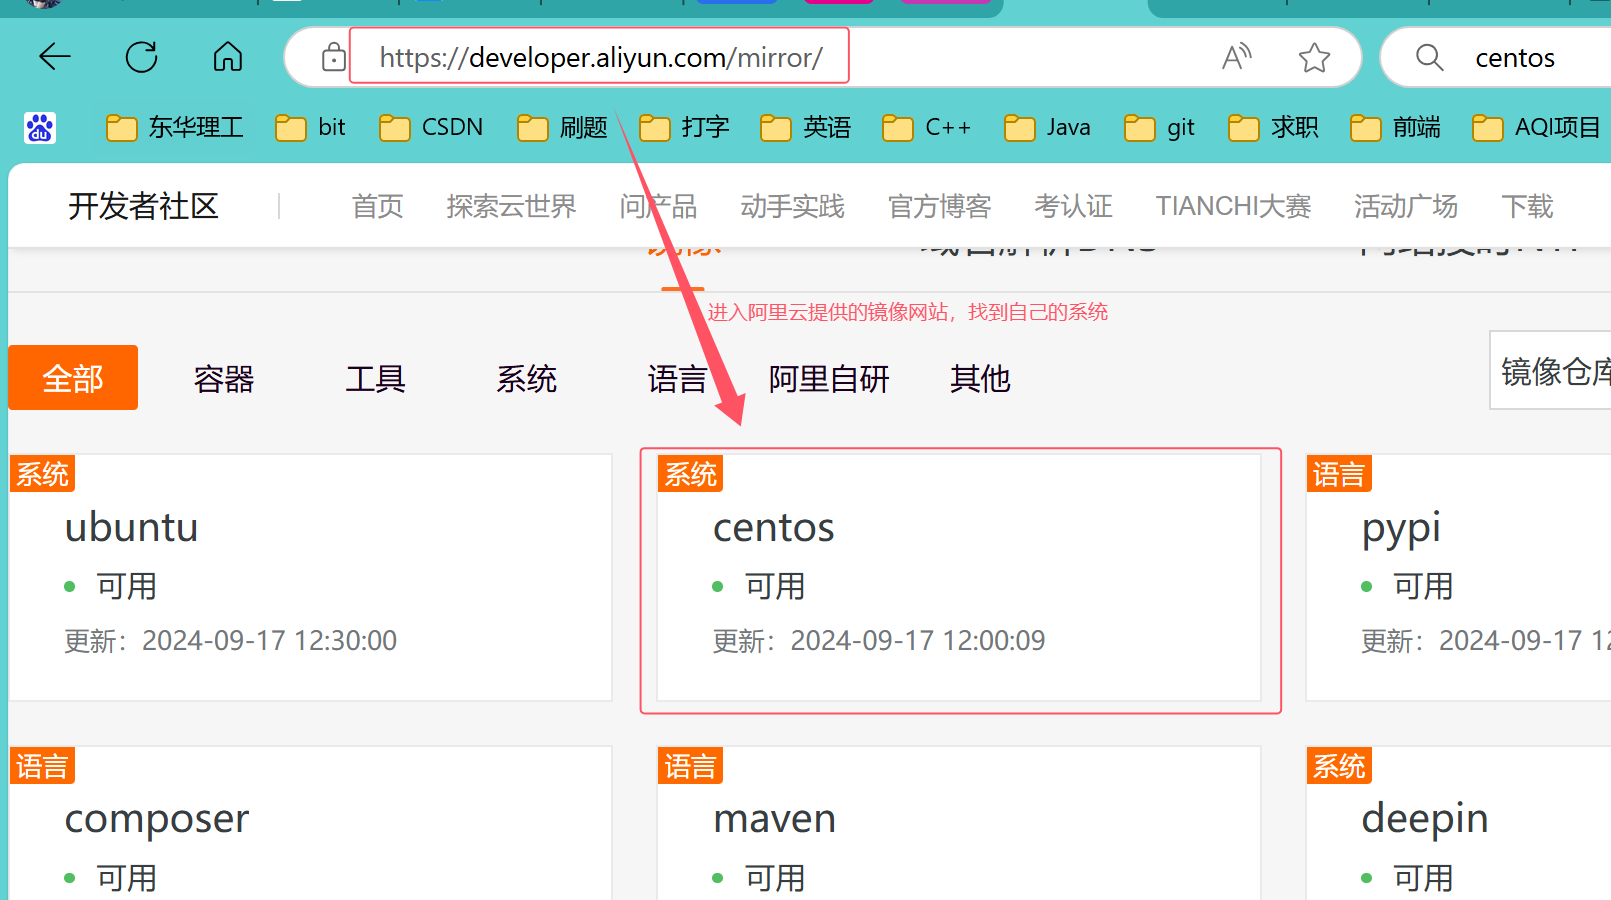 https://developer.aliyun.com/mirror/
centos
东华理工 bit CSDN 刷题 打字 英语 C++ Java git 求职 前端 AQI项目
开发者社区 首页 探索云世界 问产品 动手实践 官方博客 考认证 TIANCHI大赛 活动广场 下载
镜像
进入阿里云提供的镜像网站，找到自己的系统
全部 容器 工具 系统 语言 阿里自研 其他 镜像仓库
系统
ubuntu
可用
更新：2024-09-17 12:30:00
系统
centos
可用
更新：2024-09-17 12:00:09
语言
pypi
可用
更新：2024-09-17
语言
composer
可用
语言
maven
可用
系统
deepin
可用